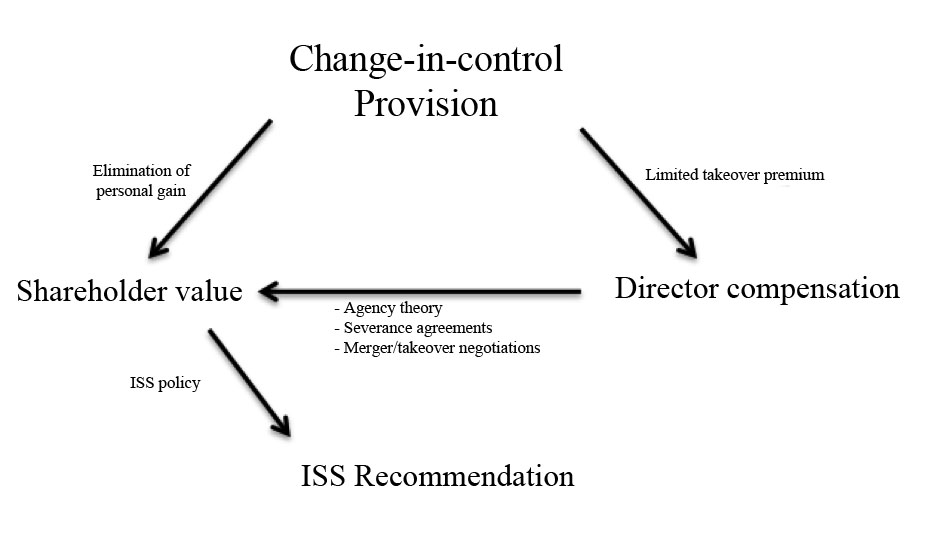 Change-in-control
Provision
Elimination of
personal gain
Limited takeover premium
Shareholder value
Director compensation
- Agency theory
- Severance agreements
- Merger/takeover negotiations
ISS policy
ISS Recommendation